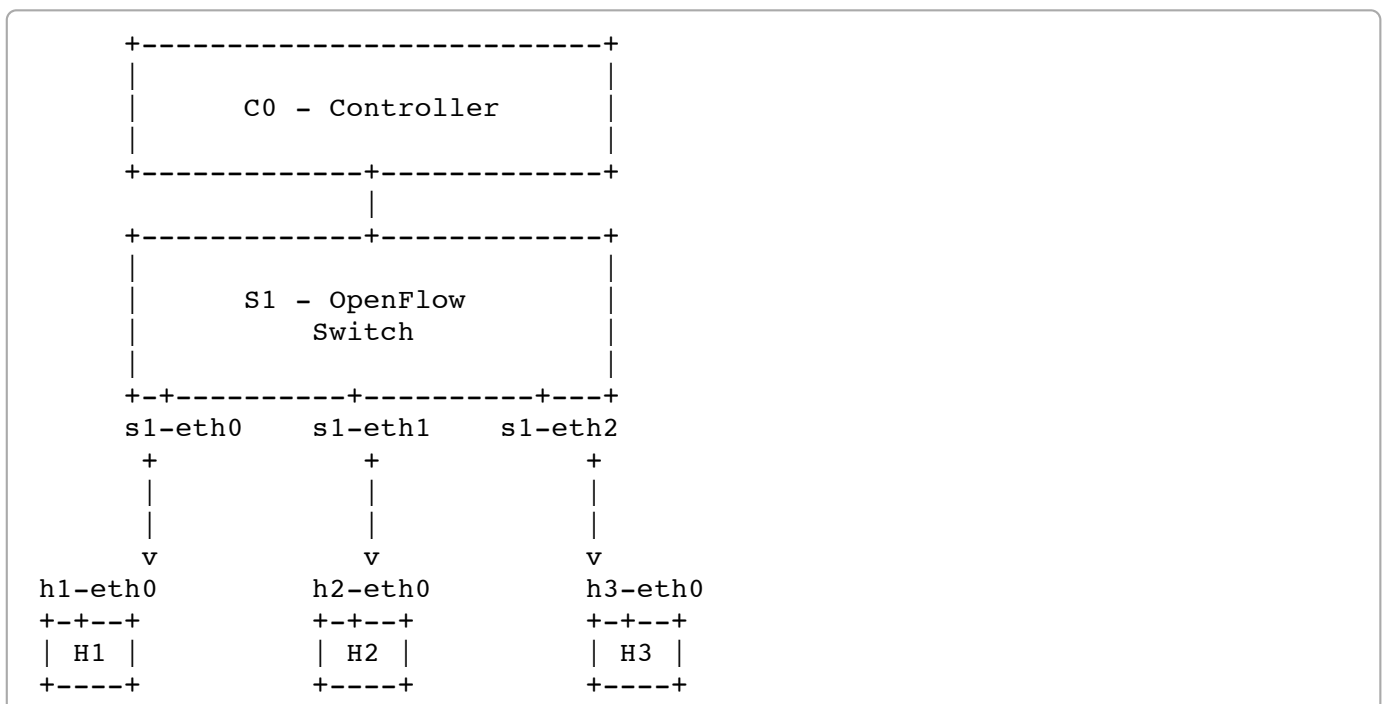 +---------------------------+
|                           |
|      C0 - Controller      |
|                           |
+-------------+-------------+
              |
+-------------+-------------+
|                           |
|      S1 - OpenFlow        |
|          Switch           |
|                           |
+-+----------+----------+---+
s1-eth0    s1-eth1    s1-eth2
+            +            +
|            |            |
|            |            |
v            v            v
h1-eth0         h2-eth0         h3-eth0
+-+--+          +-+--+          +-+--+
| H1 |          | H2 |          | H3 |
+----+          +----+          +----+